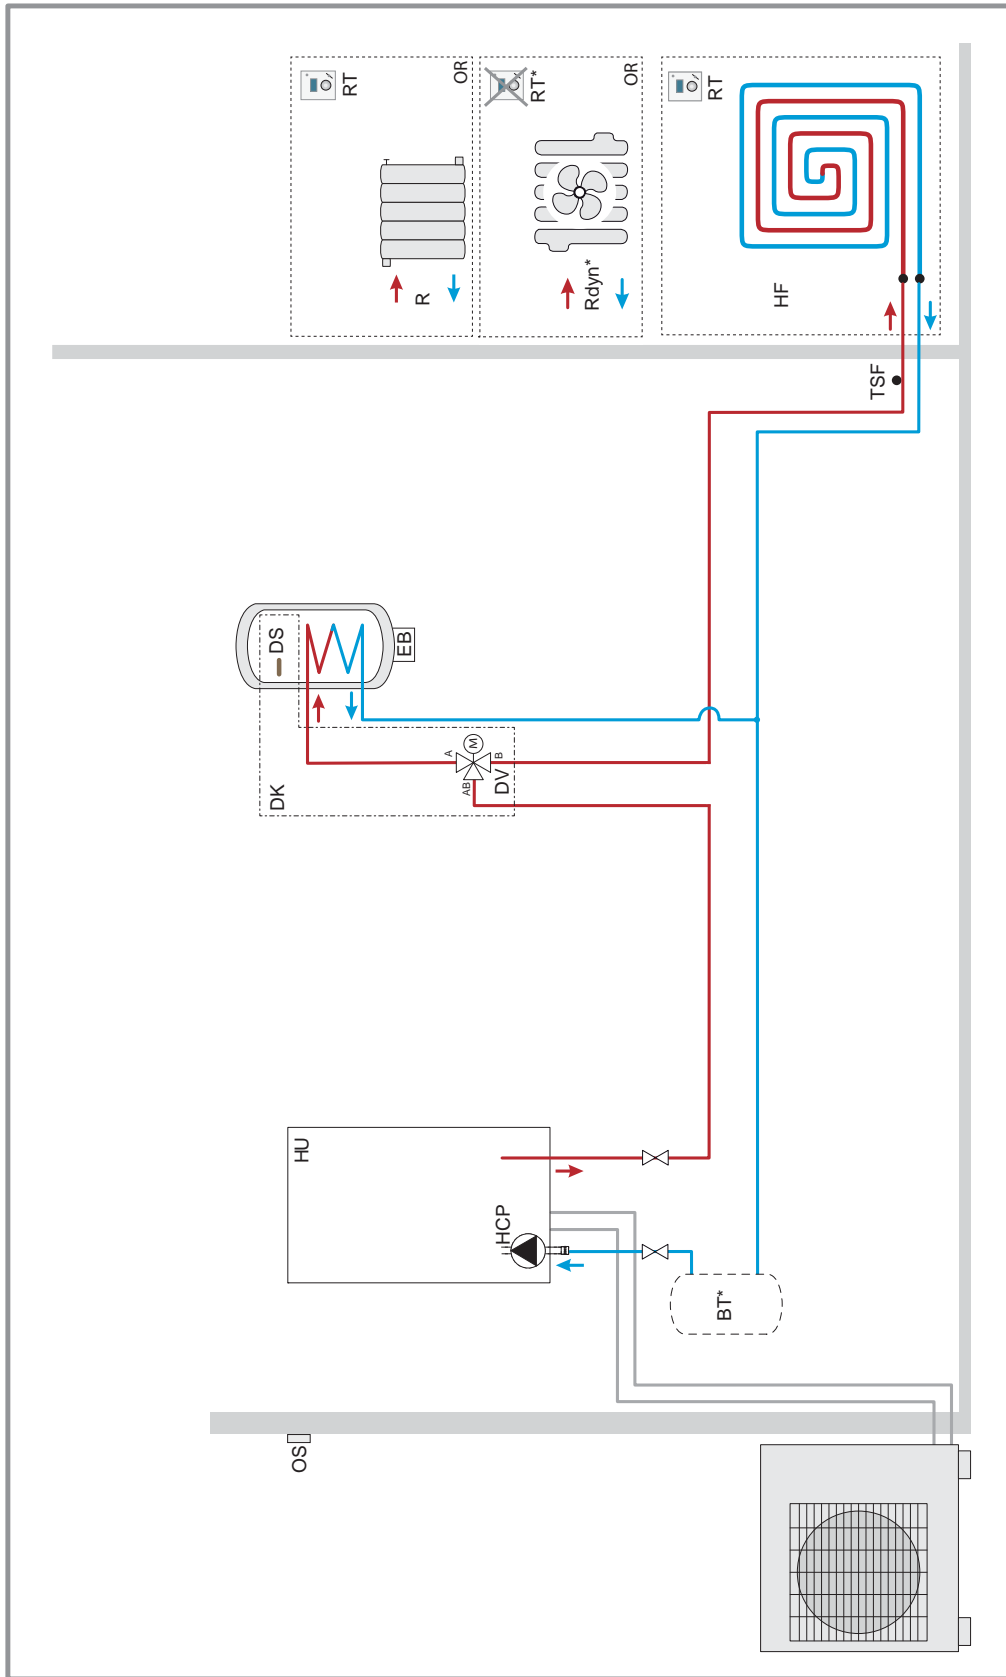 RT
OR
RT*
OR
RT
R
Rdyn*
HF
TSF
DS
EB
A
M
B
AB
DV
DK
HU
HCP
BT*
OS